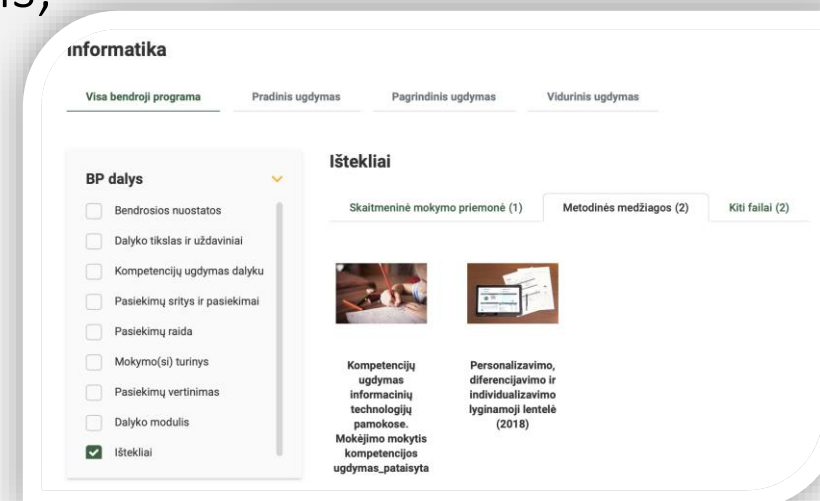 Informatika
Visa bendroji programa Pradinis ugdymas Pagrindinis ugdymas Vidurinis ugdymas
BP dalys
Bendrosios nuostatos
Dalyko tikslas ir uždaviniai
Kompetencijų ugdymas dalyku
Pasiekimų sritys ir pasiekimai
Pasiekimų raida
Mokymo(si) turinys
Pasiekimų vertinimas
Dalyko modulis
Ištekliai
Ištekliai
Skaitmeninė mokymo priemonė (1) Metodinės medžiagos (2) Kiti failai (2)
Kompetencijų
ugdymas
informacinių
technologijų
pamokose.
Mokėjimo mokytis
kompetencijos
ugdymas_pataisyta
Personalizavimo,
diferencijavimo ir
individualizavimo
lyginamoji lentelė
(2018)